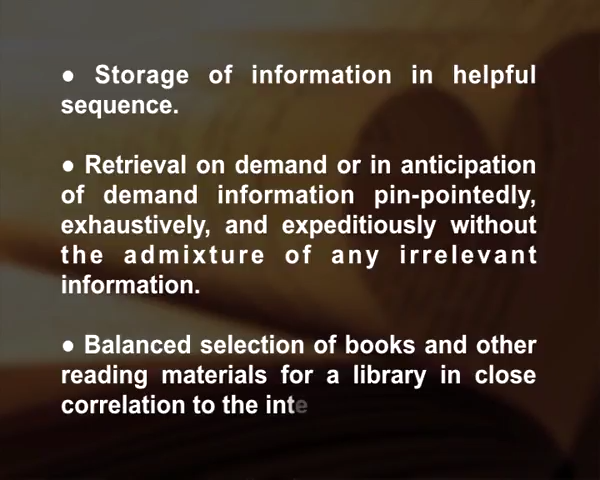 ● Storage of information in helpful
sequence.
● Retrieval on demand or in anticipation
of demand information pin-pointedly,
exhaustively, and expeditiously without
the admixture of any irrelevant
information.
● Balanced selection of books and other
reading materials for a library in close
correlation to the inte